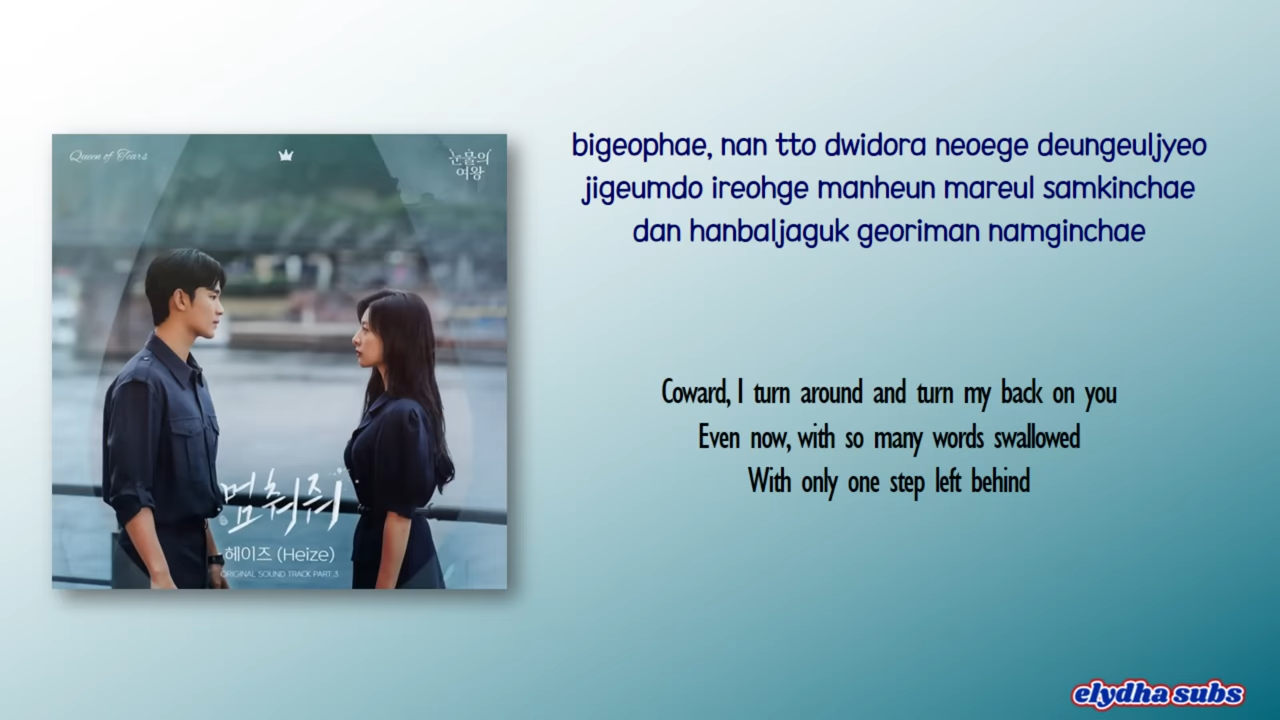 Queen of Tears
눈물의
여왕
bigeophae, nan tto dwidora neoege deungeuljyeo
jigeumdo ireohge manheun mareul samkinchae
dan hanbaljaguk georiman namginchae
Coward, I turn around and turn my back on you
Even now, with so many words swallowed
With only one step left behind
멈춰줘
헤이즈 (Heize)
ORIGINAL SOUND TRACK PART.3
elydha subs